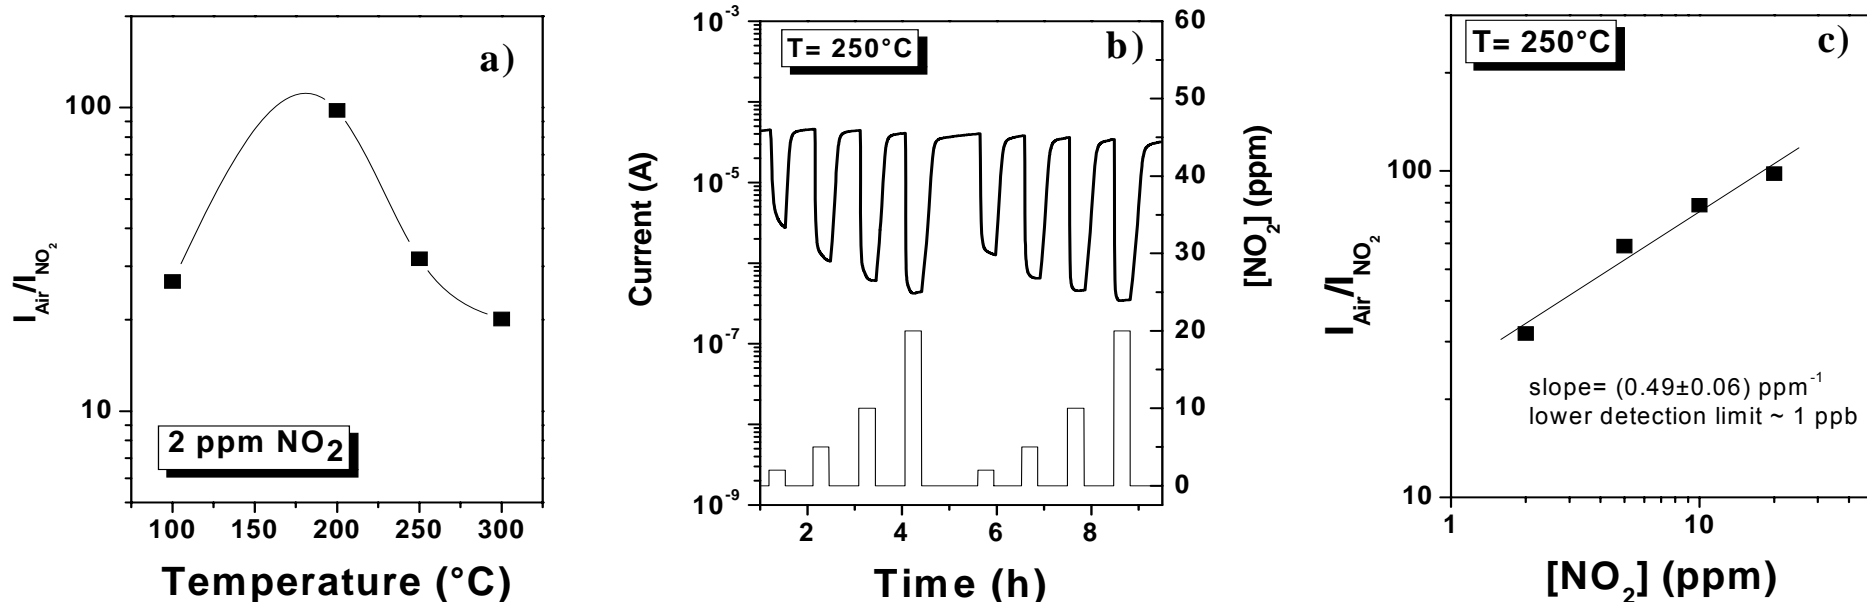 a)
100
10
I_Air/I_NO₂
2 ppm NO₂
100 150 200 250 300
Temperature (°C)
b)
T= 250°C
10⁻³
10⁻⁵
10⁻⁷
10⁻⁹
Current (A)
60
50
40
30
20
10
0
[NO₂] (ppm)
2 4 6 8
Time (h)
c)
T= 250°C
100
10
I_Air/I_NO₂
slope= (0.49±0.06) ppm⁻¹
lower detection limit ~ 1 ppb
1 10
[NO₂] (ppm)